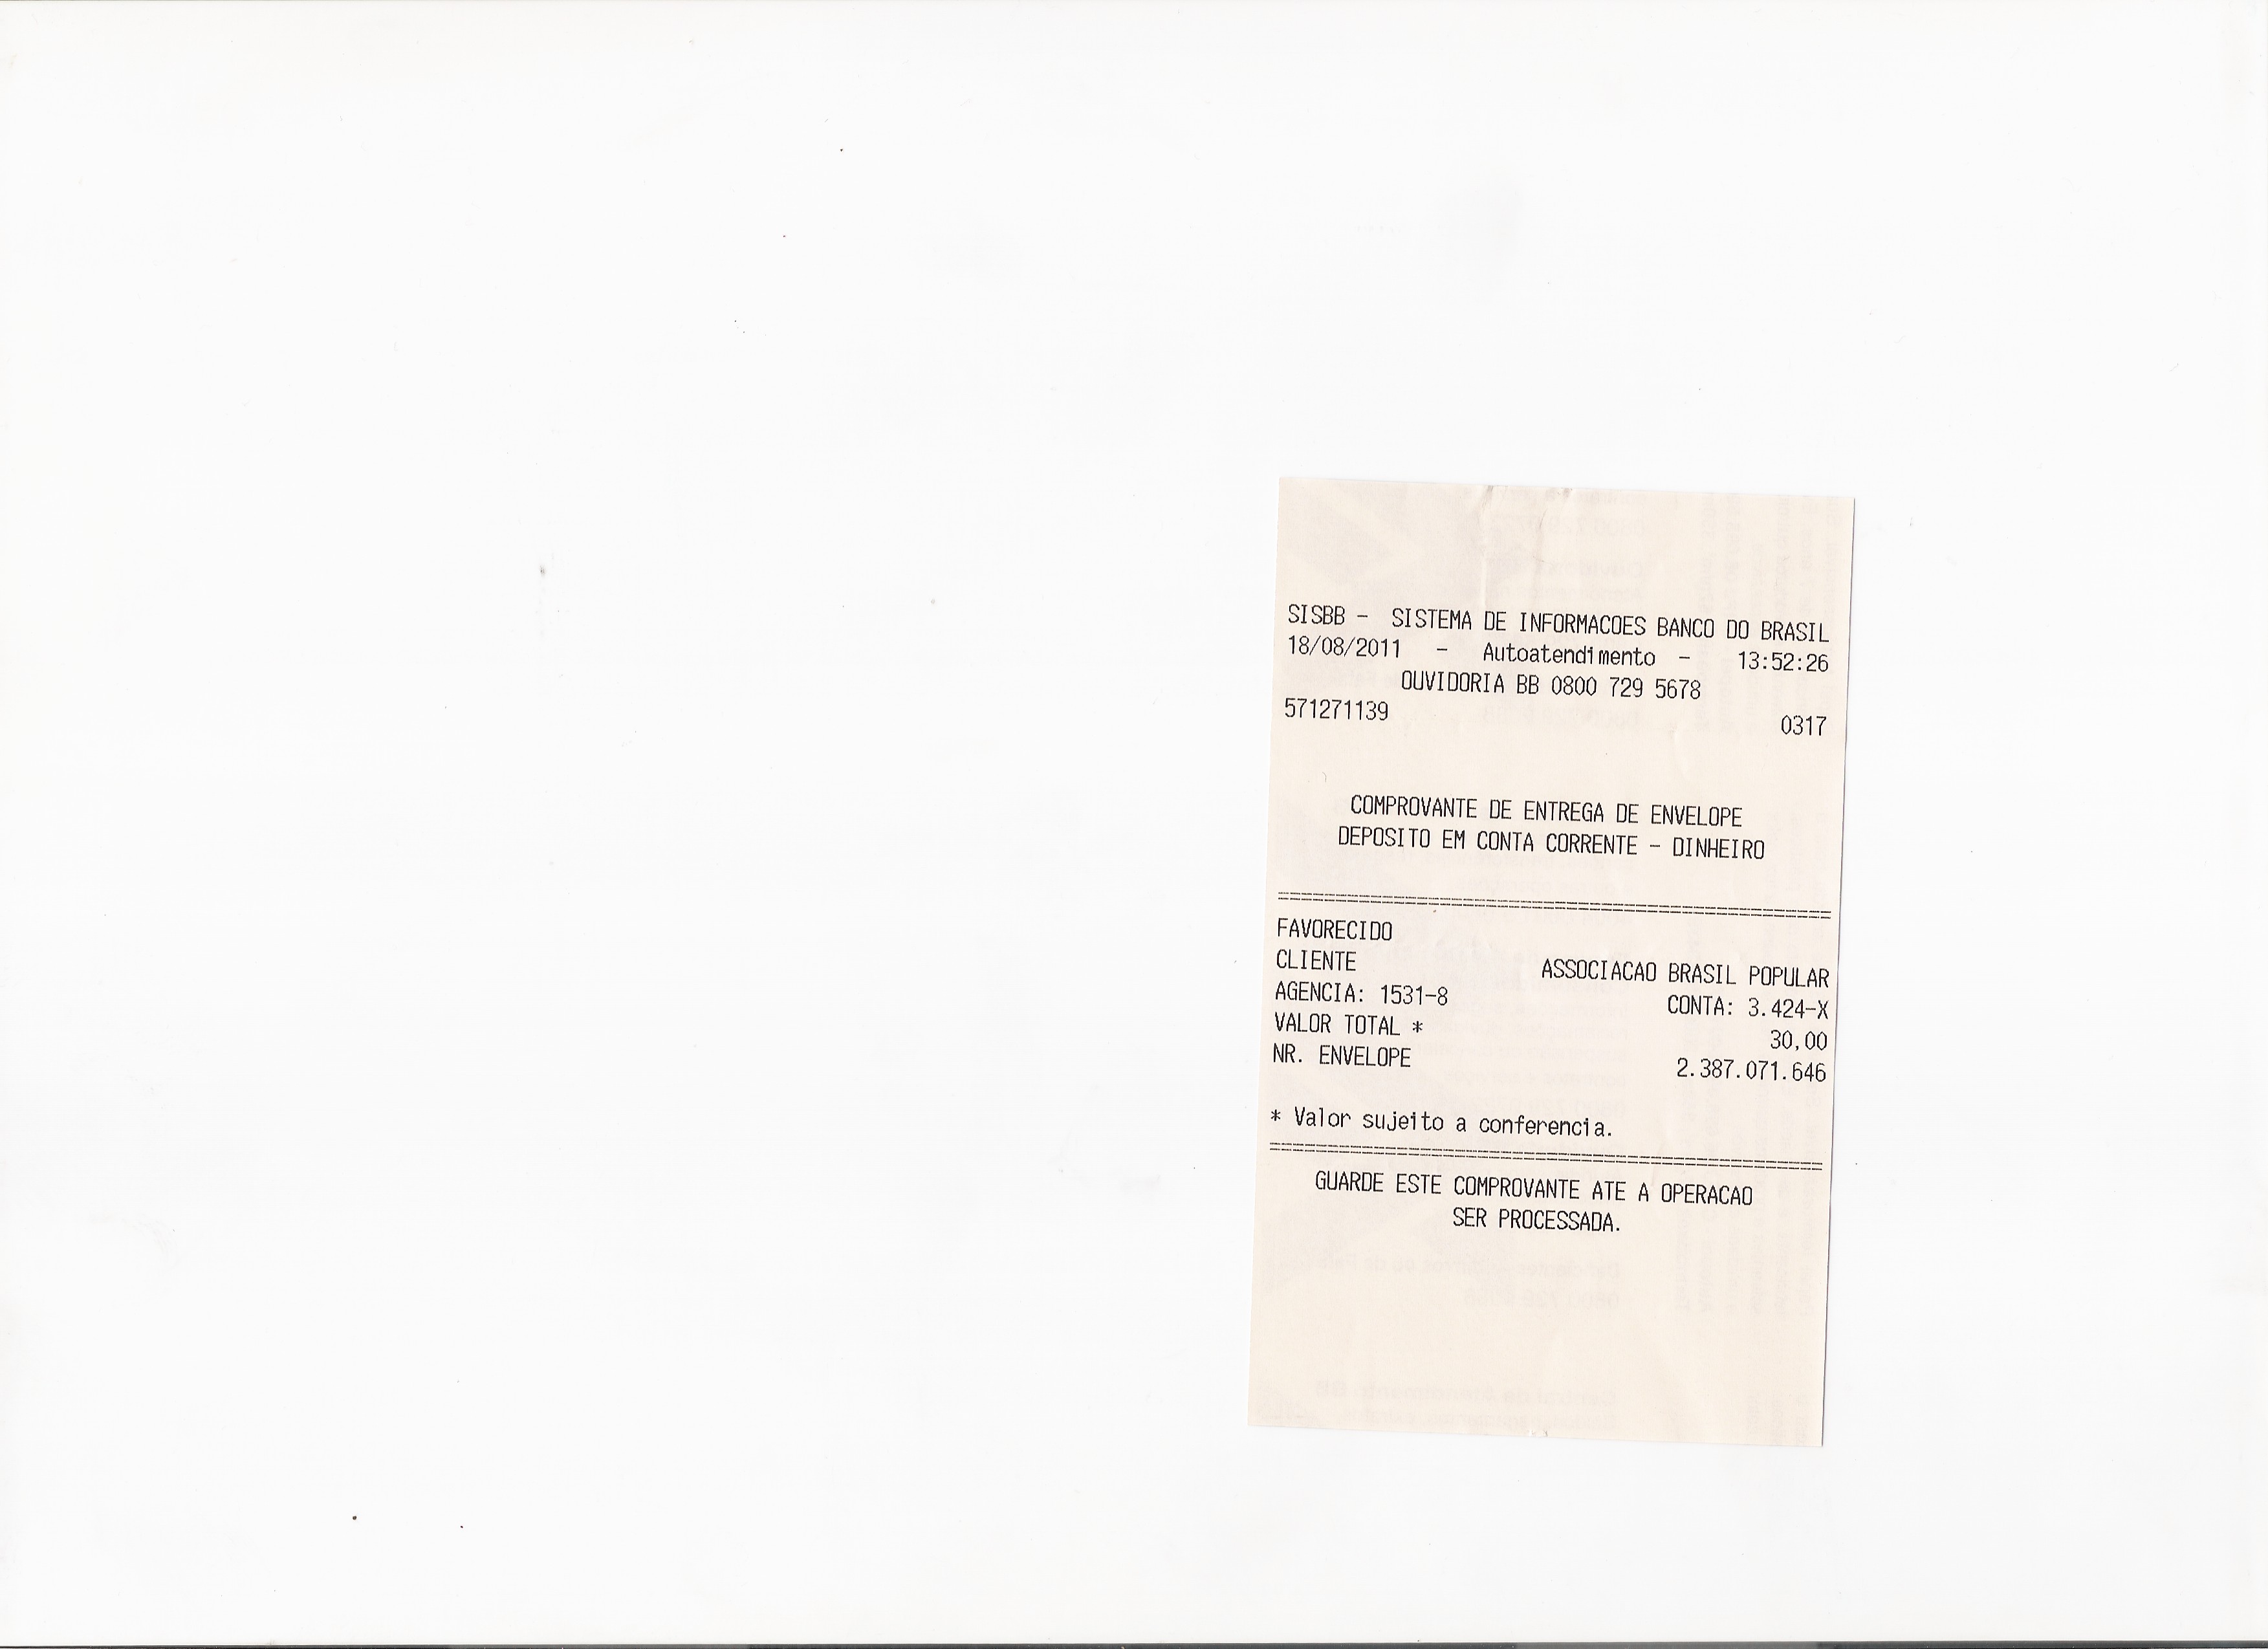 SISBB - SISTEMA DE INFORMACOES BANCO DO BRASIL
18/08/2011 - Autoatendimento - 13:52:26
OUVIDORIA BB 0800 729 5678
571271139 0317
COMPROVANTE DE ENTREGA DE ENVELOPE
DEPOSITO EM CONTA CORRENTE - DINHEIRO
FAVORECIDO
CLIENTE ASSOCIACAO BRASIL POPULAR
AGENCIA: 1531-8 CONTA: 3.424-X
VALOR TOTAL * 30,00
NR. ENVELOPE 2.387.071.646
* Valor sujeito a conferencia.
GUARDE ESTE COMPROVANTE ATE A OPERACAO
SER PROCESSADA.